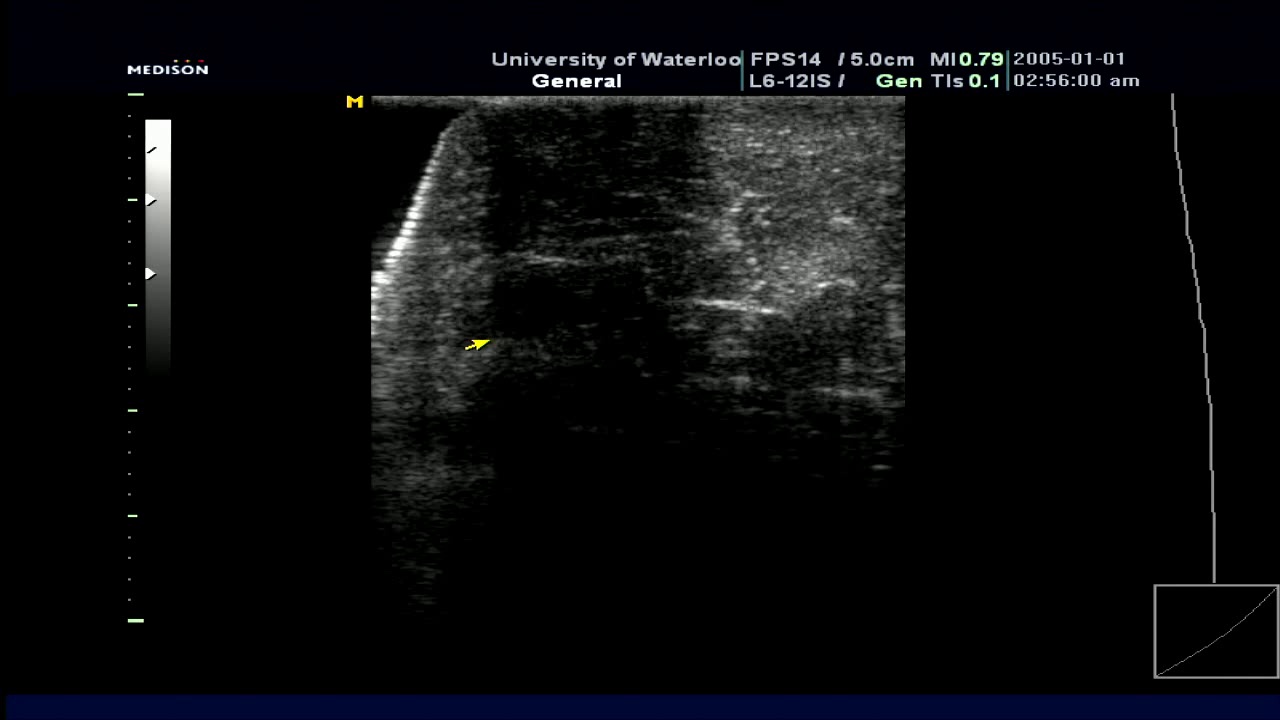 MEDISON
University of Waterloo FPS14 / 5.0cm MI0.79 2005-01-01
General L6-12IS / Gen TIs 0.1 02:56:00 am
M